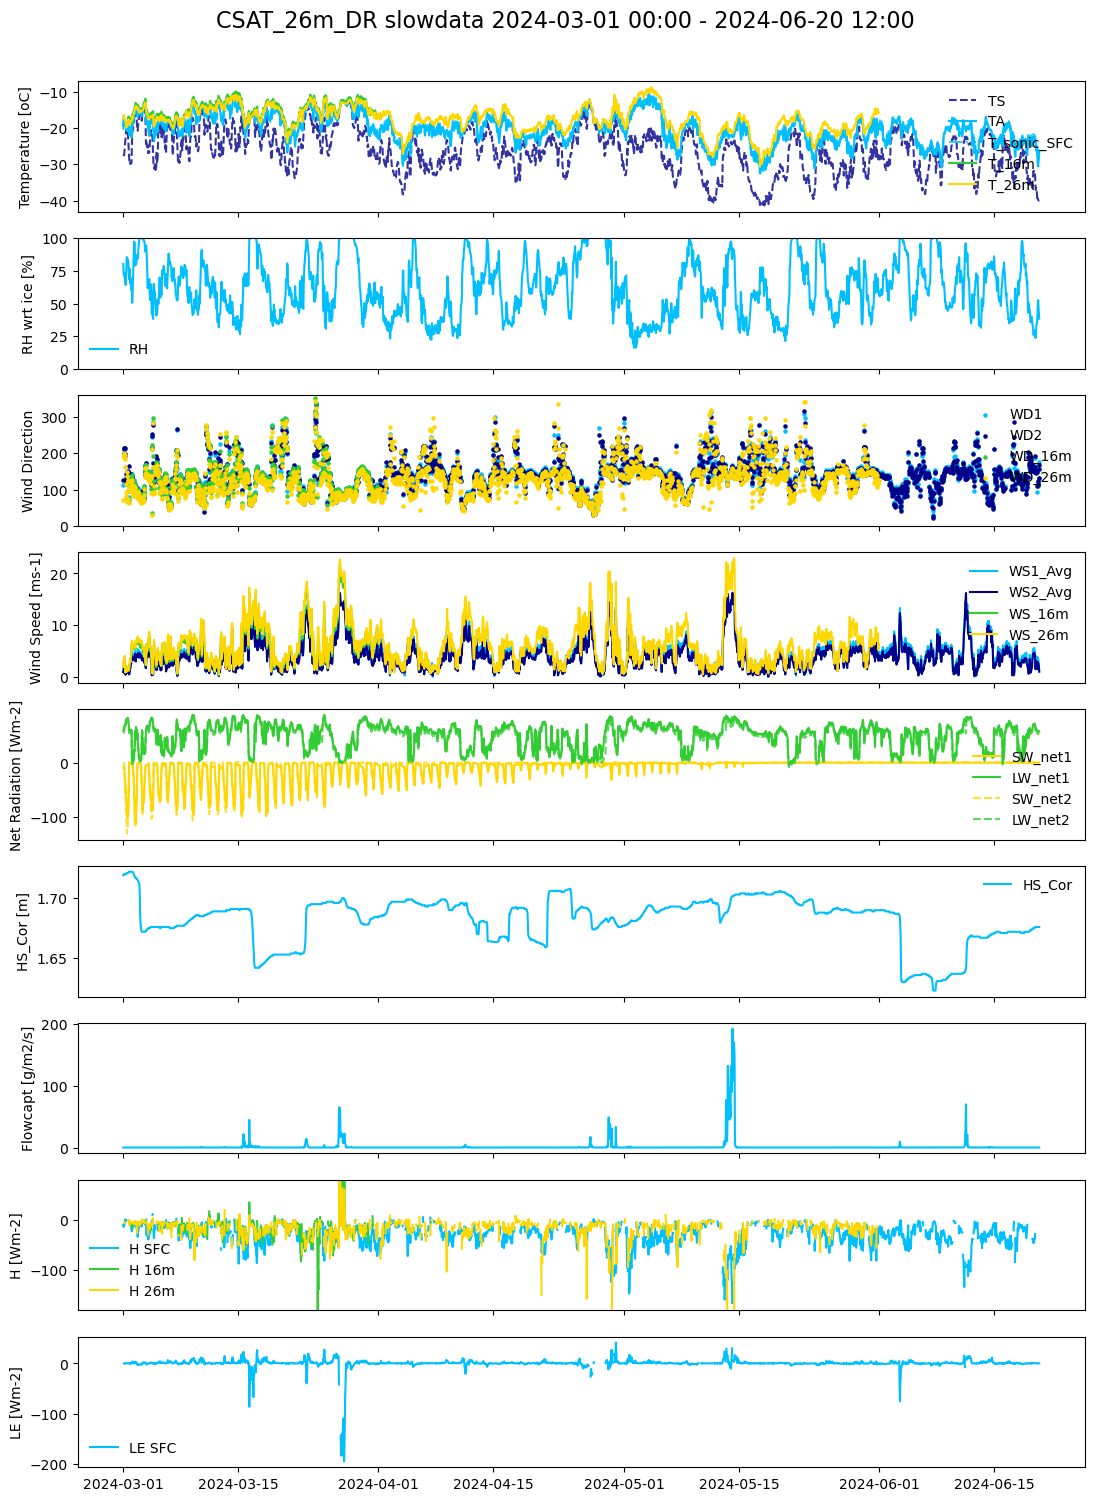 CSAT_26m_DR slowdata 2024-03-01 00:00 - 2024-06-20 12:00
Temperature [oC]
−10
−20
−30
−40
TS
TA
T_sonic_SFC
T_16m
T_26m
RH wrt ice [%]
100
75
50
25
0
RH
Wind Direction
300
200
100
0
WD1
WD2
WD_16m
WD_26m
Wind Speed [ms-1]
20
10
0
WS1_Avg
WS2_Avg
WS_16m
WS_26m
Net Radiation [Wm-2]
0
−100
SW_net1
LW_net1
SW_net2
LW_net2
HS_Cor [m]
1.70
1.65
HS_Cor
Flowcapt [g/m2/s]
200
100
0
H [Wm-2]
0
−100
H SFC
H 16m
H 26m
LE [Wm-2]
0
−100
−200
LE SFC
2024-03-01 2024-03-15 2024-04-01 2024-04-15 2024-05-01 2024-05-15 2024-06-01 2024-06-15